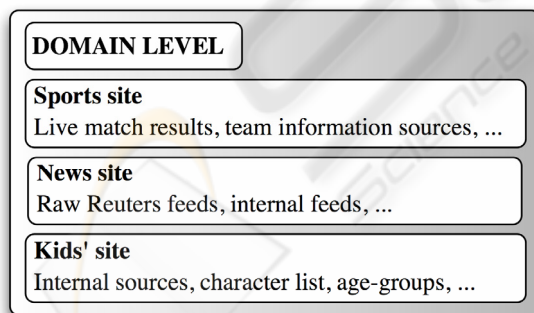 DOMAIN LEVEL
Sports site
Live match results, team information sources, ...
News site
Raw Reuters feeds, internal feeds, ...
Kids' site
Internal sources, character list, age-groups, ...
SCIENCE